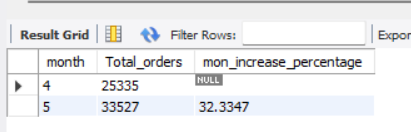 Result Grid Filter Rows: Expor
month Total_orders mon_increase_percentage
4 25335 NULL
5 33527 32.3347